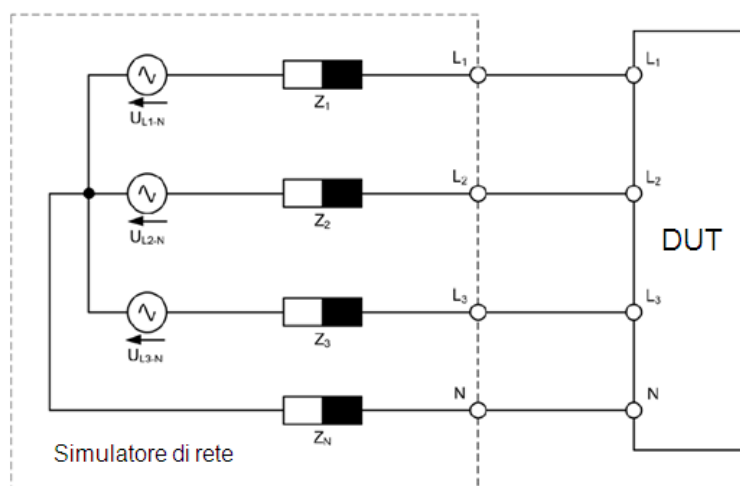 L1
L1
Z1
UL1-N
L2
L2
Z2
UL2-N
DUT
L3
L3
Z3
UL3-N
N
N
ZN
Simulatore di rete